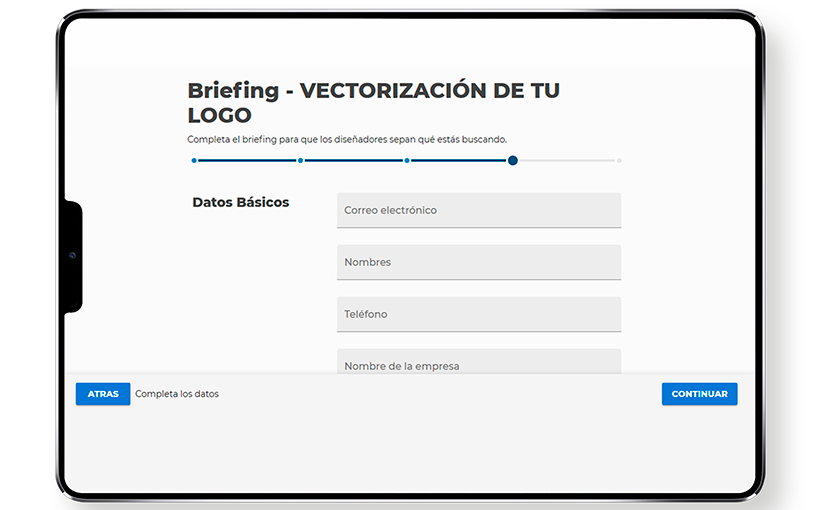 Briefing - VECTORIZACIÓN DE TU
LOGO
Completa el briefing para que los diseñadores sepan qué estás buscando.
Datos Básicos
Correo electrónico
Nombres
Teléfono
Nombre de la empresa
ATRAS
Completa los datos
CONTINUAR